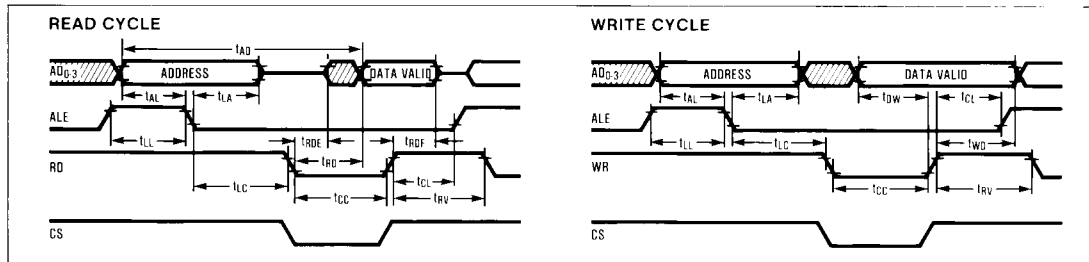 READ CYCLE
tAD
AD0-3
ADDRESS
DATA VALID
tAL
tLA
ALE
tLL
tRDE
tRDF
tRD
RD
tLC
tCC
tCL
tRV
CS
WRITE CYCLE
AD0-3
ADDRESS
DATA VALID
tAL
tLA
tDW
tCL
ALE
tLL
tLC
tWD
WR
tCC
tRV
CS